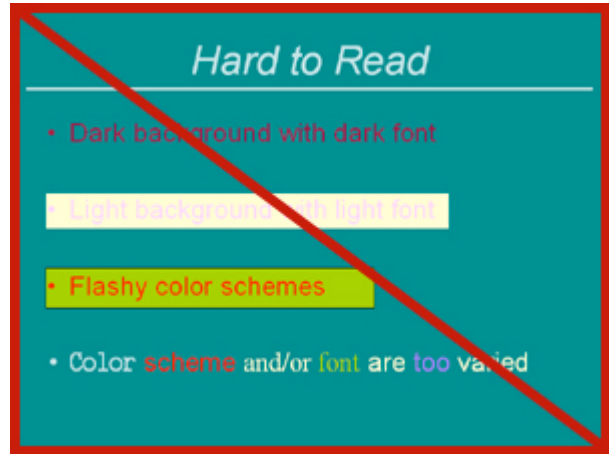 Hard to Read
• Dark background with dark font
• Light background with light font
• Flashy color schemes
• Color scheme and/or font are too varied